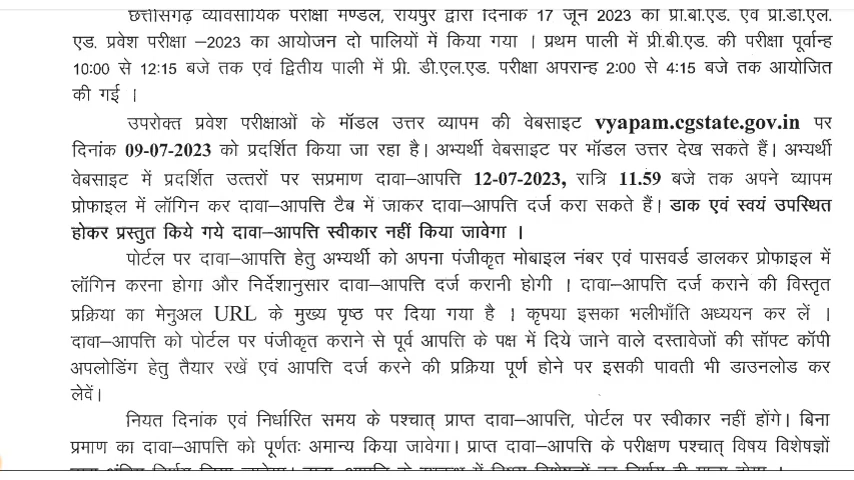 छत्तीसगढ़ व्यावसायिक परीक्षा मण्डल, रायपुर द्वारा दिनांक 17 जून 2023 को प्री.बी.एड. एवं प्री.डी.एल.
एड. प्रवेश परीक्षा –2023 का आयोजन दो पालियों में किया गया । प्रथम पाली में प्री.बी.एड. की परीक्षा पूर्वान्ह
10:00 से 12:15 बजे तक एवं द्वितीय पाली में प्री. डी.एल.एड. परीक्षा अपरान्ह 2:00 से 4:15 बजे तक आयोजित
की गई ।
उपरोक्त प्रवेश परीक्षाओं के मॉडल उत्तर व्यापम की वेबसाइट vyapam.cgstate.gov.in पर
दिनांक 09-07-2023 को प्रदर्शित किया जा रहा है। अभ्यर्थी वेबसाइट पर मॉडल उत्तर देख सकते हैं। अभ्यर्थी
वेबसाइट में प्रदर्शित उत्तरों पर सप्रमाण दावा–आपत्ति 12-07-2023, रात्रि 11.59 बजे तक अपने व्यापम
प्रोफाइल में लॉगिन कर दावा–आपत्ति टैब में जाकर दावा–आपत्ति दर्ज करा सकते हैं। डाक एवं स्वयं उपस्थित
होकर प्रस्तुत किये गये दावा–आपत्ति स्वीकार नहीं किया जावेगा ।
पोर्टल पर दावा–आपत्ति हेतु अभ्यर्थी को अपना पंजीकृत मोबाइल नंबर एवं पासवर्ड डालकर प्रोफाइल में
लॉगिन करना होगा और निर्देशानुसार दावा–आपत्ति दर्ज करानी होगी । दावा–आपत्ति दर्ज कराने की विस्तृत
प्रक्रिया का मेनुअल URL के मुख्य पृष्ठ पर दिया गया है । कृपया इसका भलीभाँति अध्ययन कर लें ।
दावा–आपत्ति को पोर्टल पर पंजीकृत कराने से पूर्व आपत्ति के पक्ष में दिये जाने वाले दस्तावेजों की सॉफ्ट कॉपी
अपलोडिंग हेतु तैयार रखें एवं आपत्ति दर्ज करने की प्रक्रिया पूर्ण होने पर इसकी पावती भी डाउनलोड कर
लेवें।
नियत दिनांक एवं निर्धारित समय के पश्चात् प्राप्त दावा–आपत्ति, पोर्टल पर स्वीकार नहीं होंगे। बिना
प्रमाण का दावा–आपत्ति को पूर्णतः अमान्य किया जावेगा। प्राप्त दावा–आपत्ति के परीक्षण पश्चात् विषय विशेषज्ञों